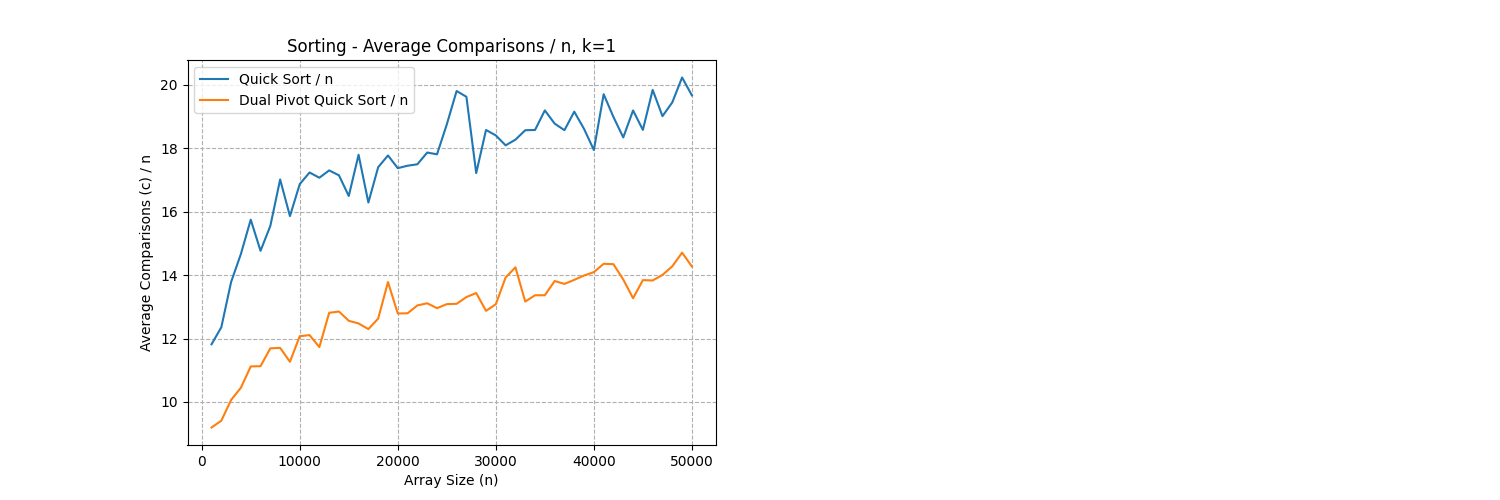 Sorting - Average Comparisons / n, k=1
Quick Sort / n
Dual Pivot Quick Sort / n
Average Comparisons (c) / n
20
18
16
14
12
10
0
10000
20000
30000
40000
50000
Array Size (n)